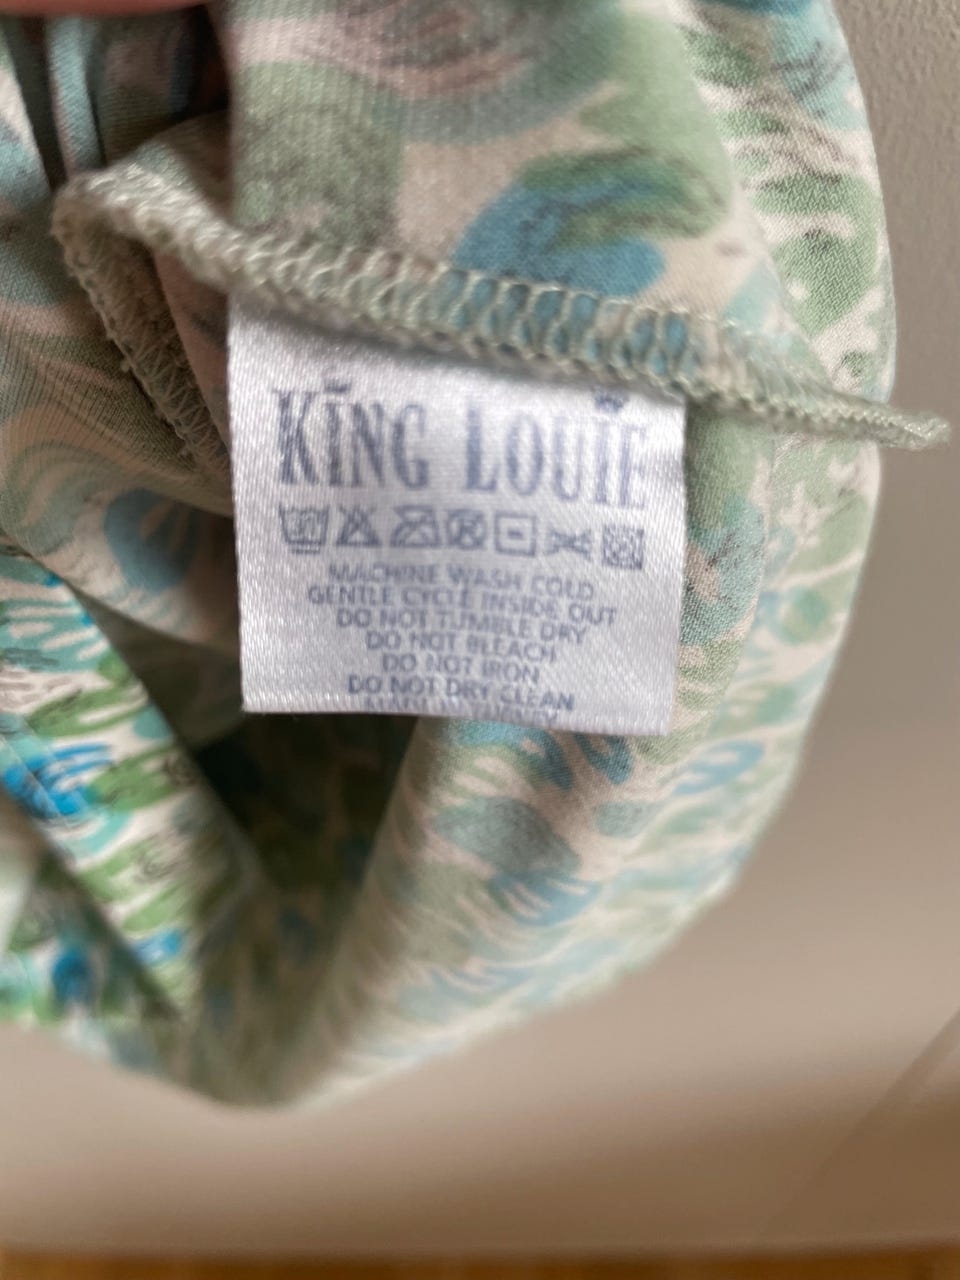 KING LOUIE
MACHINE WASH COLD
GENTLE CYCLE INSIDE OUT
DO NOT TUMBLE DRY
DO NOT BLEACH
DO NOT IRON
DO NOT DRY CLEAN